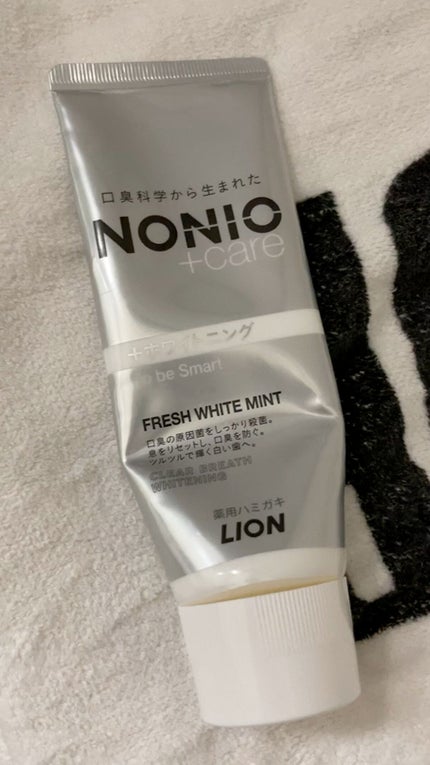 口臭科学から生まれた
NONIO
+care
+ホワイトニング
To be Smart
FRESH WHITE MINT
口臭の原因菌をしっかり殺菌。
息をリセットし、口臭を防ぐ。
ツルツルで輝く白い歯へ。
CLEAR BREATH
WHITENING
薬用ハミガキ
LION